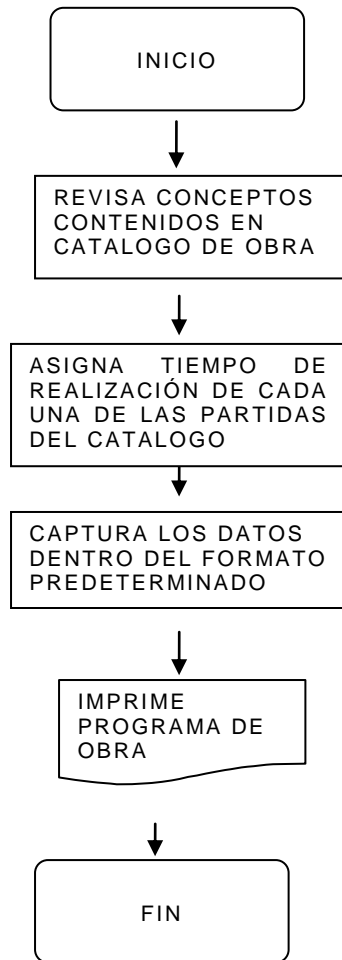 INICIO
REVISA CONCEPTOS
CONTENIDOS EN
CATALOGO DE OBRA
ASIGNA TIEMPO DE
REALIZACIÓN DE CADA
UNA DE LAS PARTIDAS
DEL CATALOGO
CAPTURA LOS DATOS
DENTRO DEL FORMATO
PREDETERMINADO
IMPRIME
PROGRAMA DE
OBRA
FIN